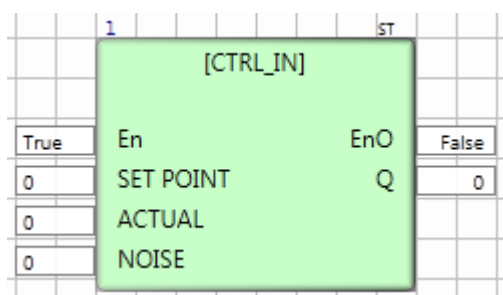 1 ST
[CTRL_IN]
True En EnO False
0 SET POINT Q 0
0 ACTUAL
0 NOISE